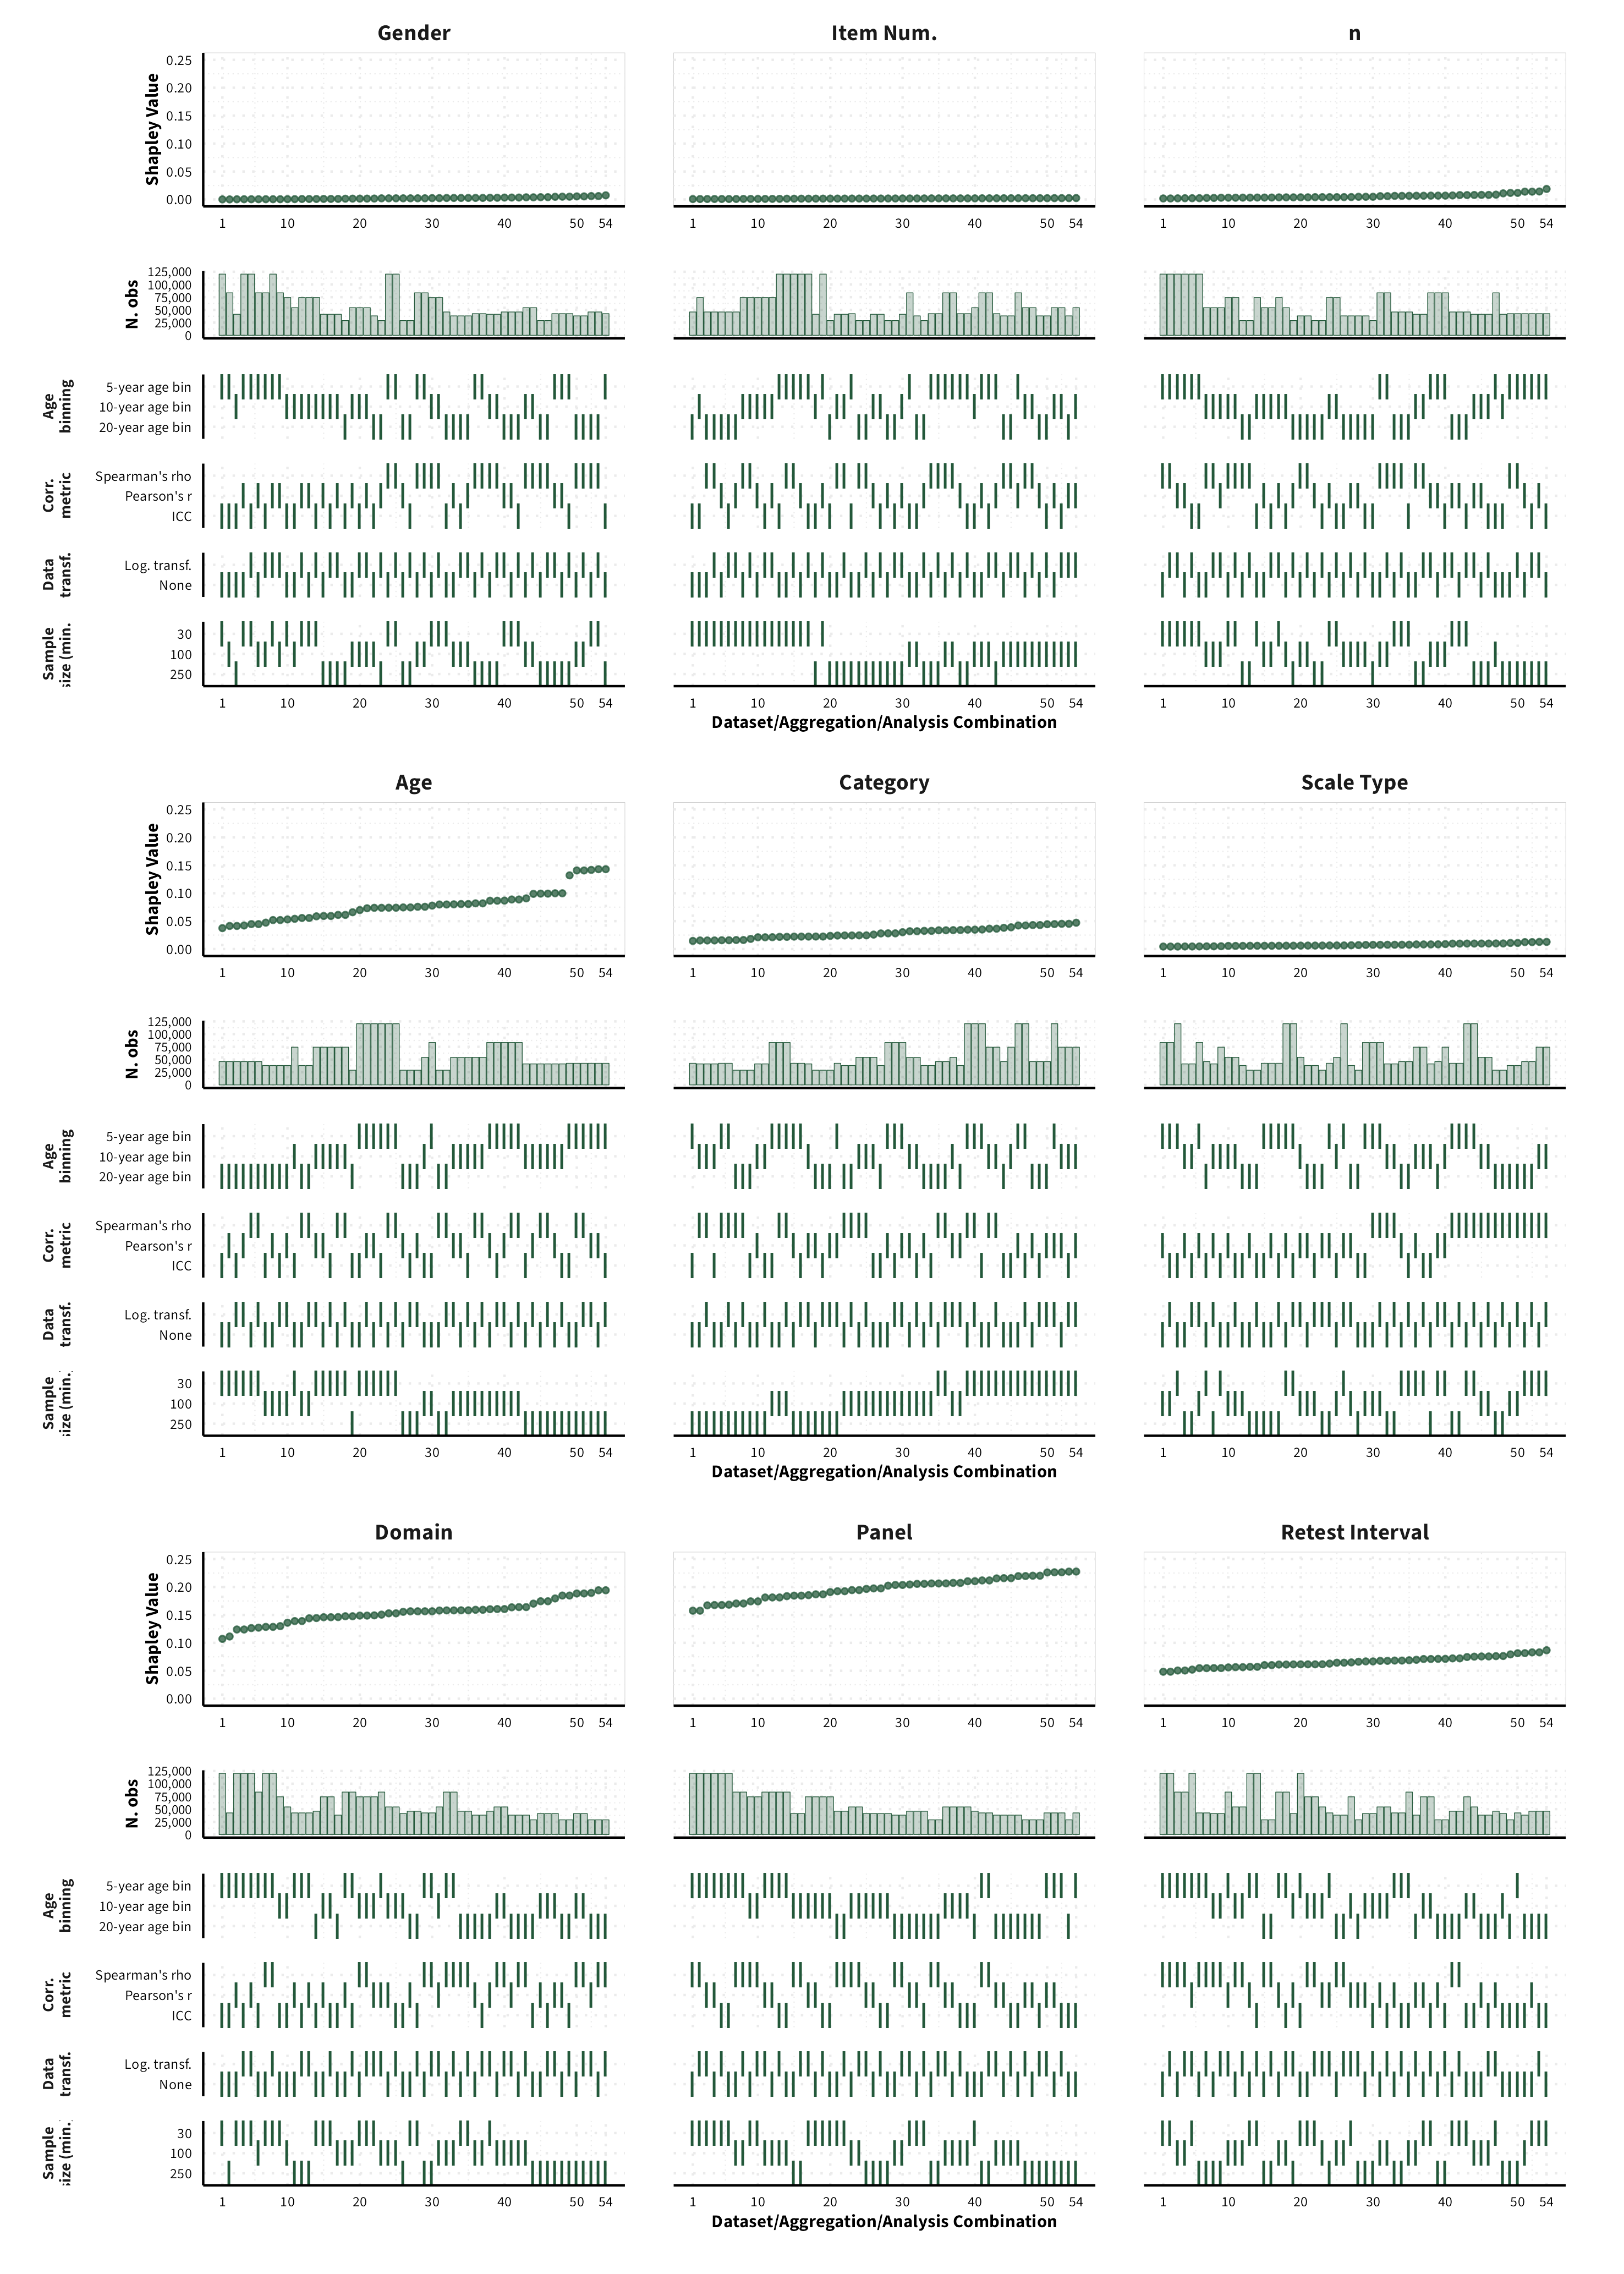 Gender Item Num. n
Shapley Value
0.25
0.20
0.15
0.10
0.05
0.00
1 10 20 30 40 50 54 1 10 20 30 40 50 54 1 10 20 30 40 50 54
N. obs
125,000
100,000
75,000
50,000
25,000
0
Age
binning
5-year age bin
10-year age bin
20-year age bin
Corr.
metric
Spearman's rho
Pearson's r
ICC
Data
transf.
Log. transf.
None
Sample
size (min.
30
100
250
1 10 20 30 40 50 54 1 10 20 30 40 50 54 1 10 20 30 40 50 54
Dataset/Aggregation/Analysis Combination
Age Category Scale Type
Shapley Value
0.25
0.20
0.15
0.10
0.05
0.00
1 10 20 30 40 50 54 1 10 20 30 40 50 54 1 10 20 30 40 50 54
N. obs
125,000
100,000
75,000
50,000
25,000
0
Age
binning
5-year age bin
10-year age bin
20-year age bin
Corr.
metric
Spearman's rho
Pearson's r
ICC
Data
transf.
Log. transf.
None
Sample
size (min.
30
100
250
1 10 20 30 40 50 54 1 10 20 30 40 50 54 1 10 20 30 40 50 54
Dataset/Aggregation/Analysis Combination
Domain Panel Retest Interval
Shapley Value
0.25
0.20
0.15
0.10
0.05
0.00
1 10 20 30 40 50 54 1 10 20 30 40 50 54 1 10 20 30 40 50 54
N. obs
125,000
100,000
75,000
50,000
25,000
0
Age
binning
5-year age bin
10-year age bin
20-year age bin
Corr.
metric
Spearman's rho
Pearson's r
ICC
Data
transf.
Log. transf.
None
Sample
size (min.
30
100
250
1 10 20 30 40 50 54 1 10 20 30 40 50 54 1 10 20 30 40 50 54
Dataset/Aggregation/Analysis Combination